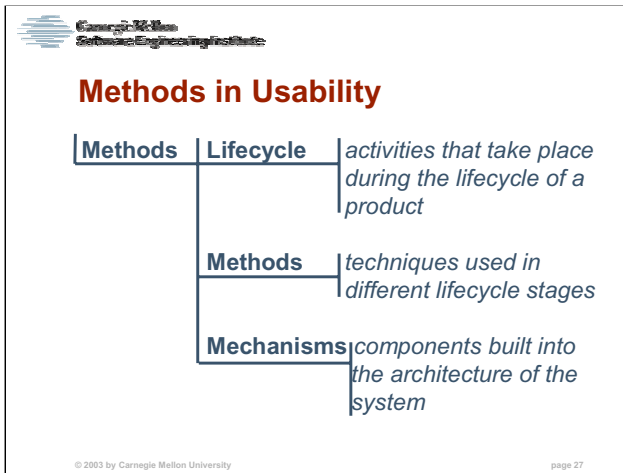 Carnegie Mellon
Software Engineering Institute
Methods in Usability
Methods
Lifecycle
activities that take place
during the lifecycle of a
product
Methods
techniques used in
different lifecycle stages
Mechanisms
components built into
the architecture of the
system
© 2003 by Carnegie Mellon University
page 27